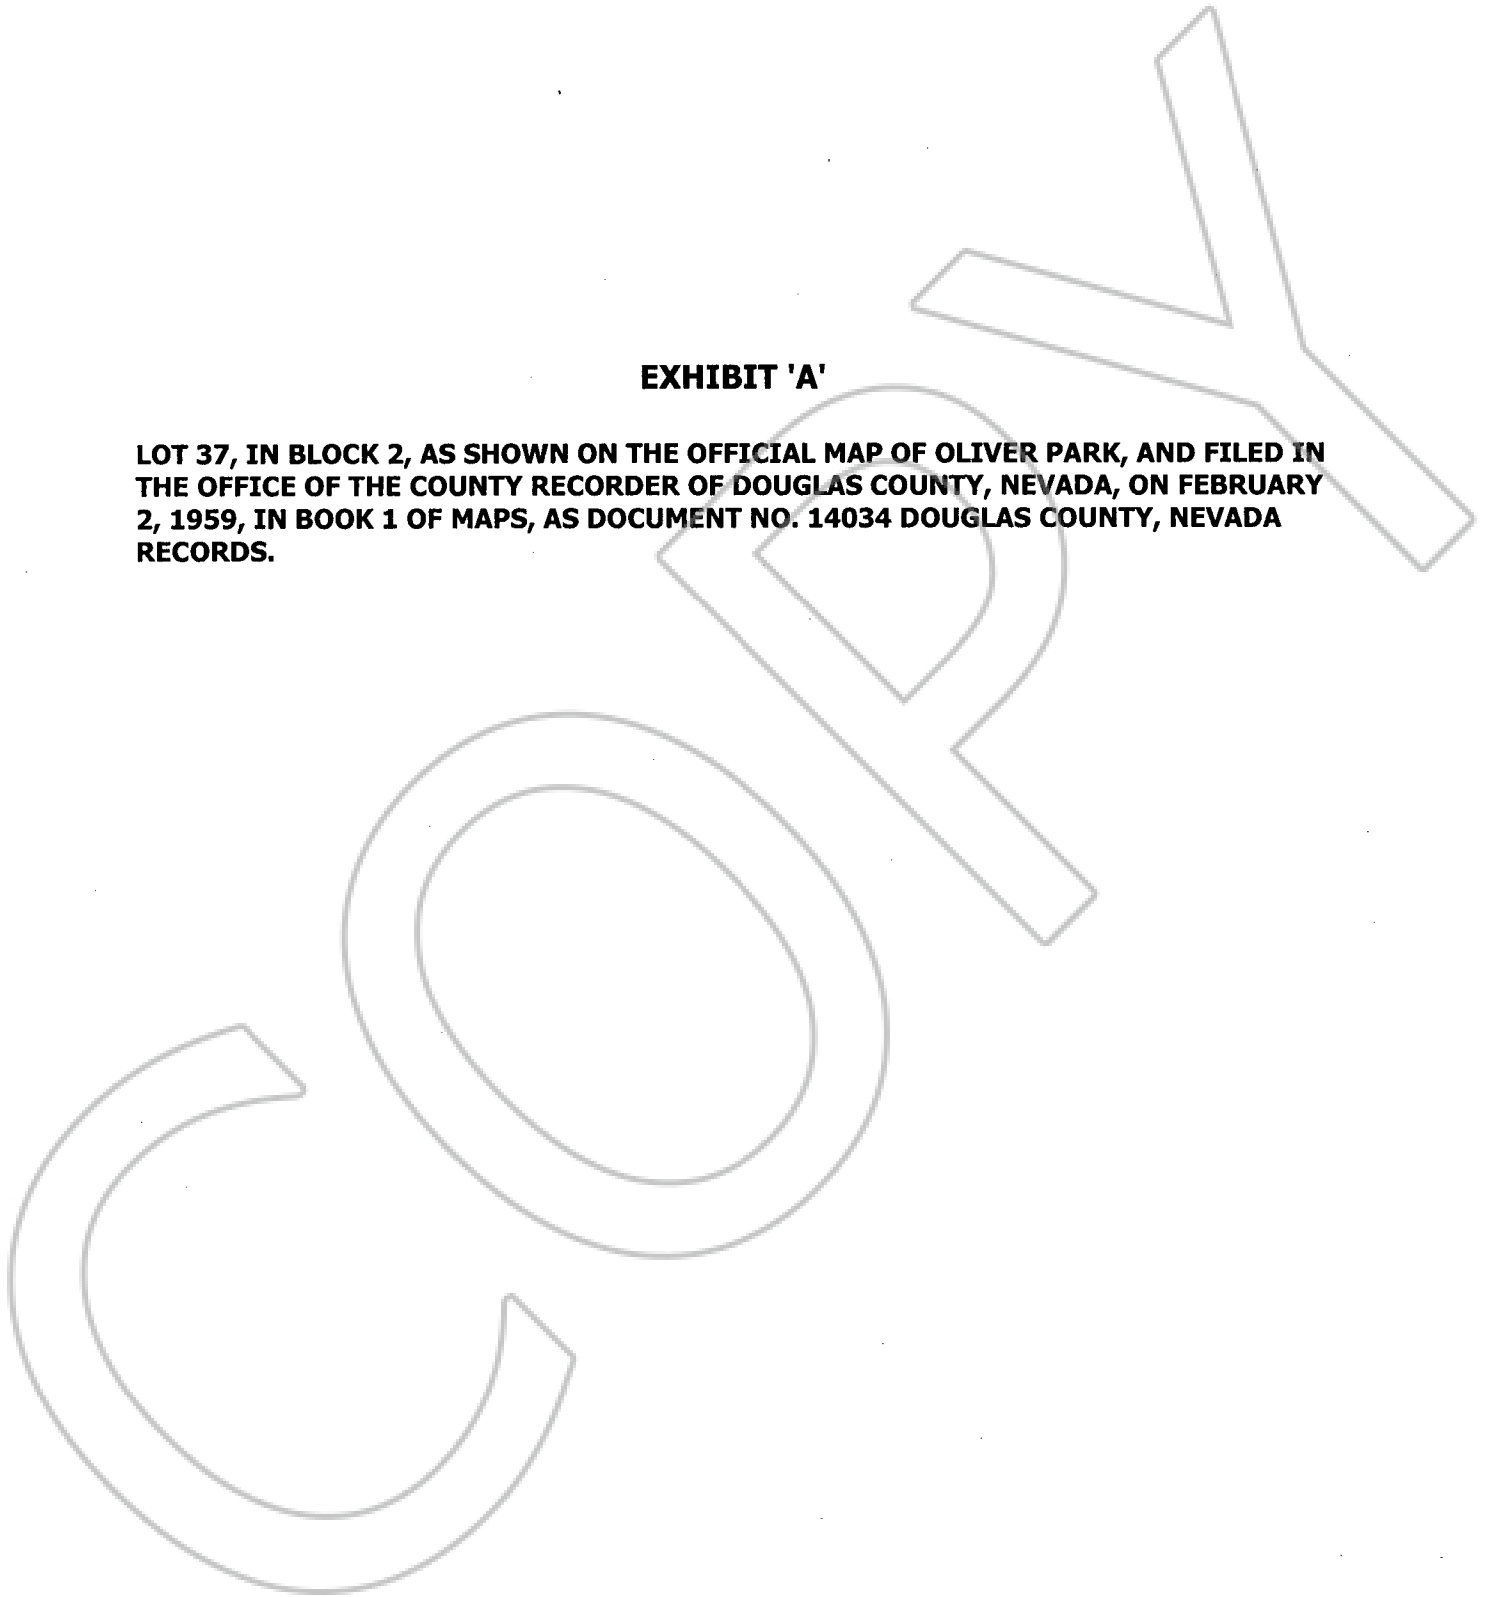 EXHIBIT 'A'
LOT 37, IN BLOCK 2, AS SHOWN ON THE OFFICIAL MAP OF OLIVER PARK, AND FILED IN
THE OFFICE OF THE COUNTY RECORDER OF DOUGLAS COUNTY, NEVADA, ON FEBRUARY
2, 1959, IN BOOK 1 OF MAPS, AS DOCUMENT NO. 14034 DOUGLAS COUNTY, NEVADA
RECORDS.
COPY